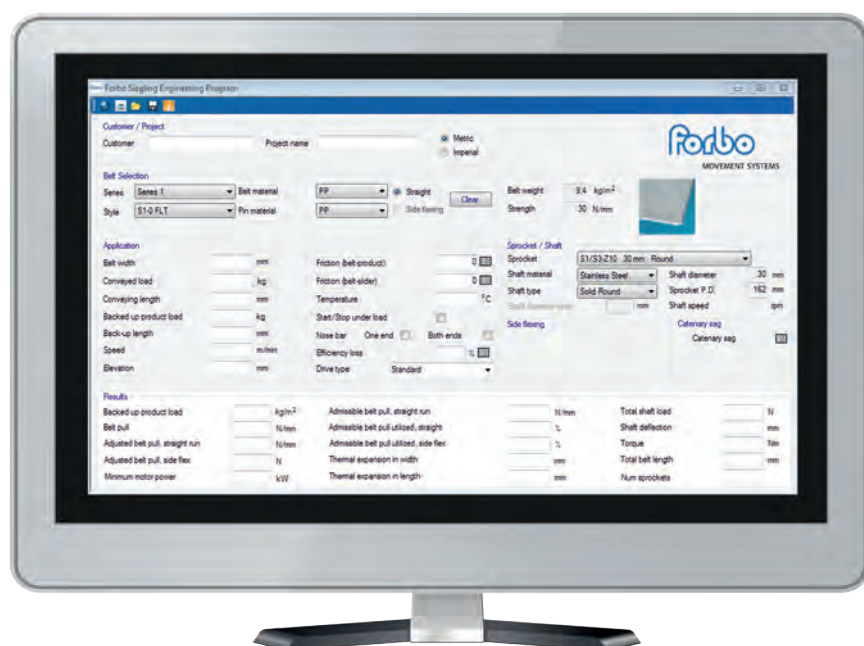 Forbo Siegling Engineering Program
Customer / Project
Customer Project name Metric
Imperial
Forbo
MOVEMENT SYSTEMS
Belt Selection
Series Series 1 Belt material PP Straight Clear Belt weight 9,4 kg/m²
Style S1-0 FLT Pin material PP Side flexing Strength 30 N/mm
Application Sprocket / Shaft
Belt width mm Friction (belt-product) 0 Sprocket S1/S3-Z10 30 mm Round
Conveyed load kg Friction (belt-slider) 0 Shaft material Stainless Steel Shaft diameter 30 mm
Conveying length mm Temperature °C Shaft type Solid Round Sprocket P.D. 162 mm
Backed up product load kg Start/Stop under load mm Shaft speed rpm
Back-up length mm Nose bar One end Both ends Side flexing Catenary sag
Speed m/min Efficiency loss % Catenary sag
Elevation mm Drive type Standard
Results
Backed up product load kg/m² Admissible belt pull, straight run N/mm Total shaft load N
Belt pull N/mm Admissible belt pull utilized, straight % Shaft deflection mm
Adjusted belt pull, straight run N/mm Admissible belt pull utilized, side flex % Torque Nm
Adjusted belt pull, side flex N Thermal expansion in width mm Total belt length mm
Minimum motor power kW Thermal expansion in length mm Num sprockets